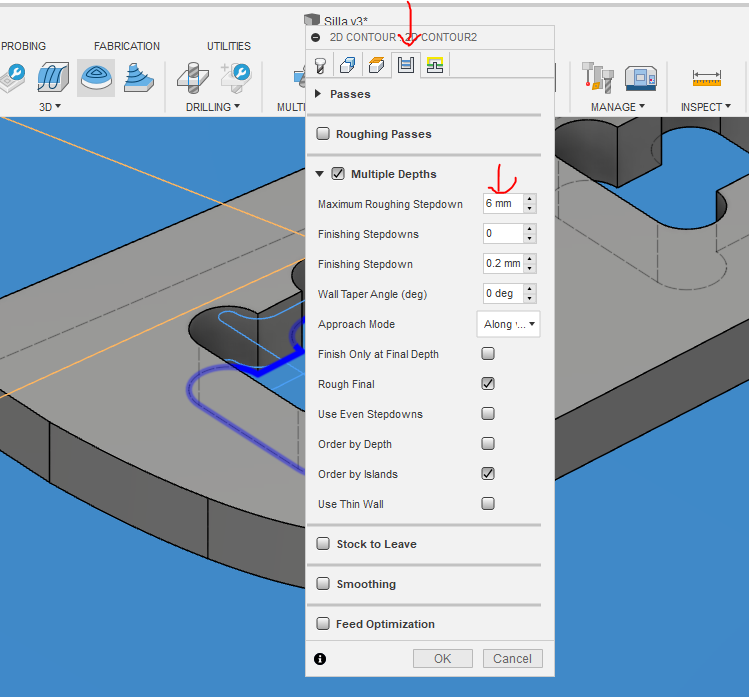 Silla v3*
2D CONTOUR : 2D CONTOUR2
PROBING
FABRICATION
UTILITIES
3D
DRILLING
MANAGE
INSPECT
Passes
Roughing Passes
Multiple Depths
Maximum Roughing Stepdown 6 mm
Finishing Stepdowns 0
Finishing Stepdown 0.2 mm
Wall Taper Angle (deg) 0 deg
Approach Mode Along
Finish Only at Final Depth
Rough Final
Use Even Stepdowns
Order by Depth
Order by Islands
Use Thin Wall
Stock to Leave
Smoothing
Feed Optimization
OK Cancel